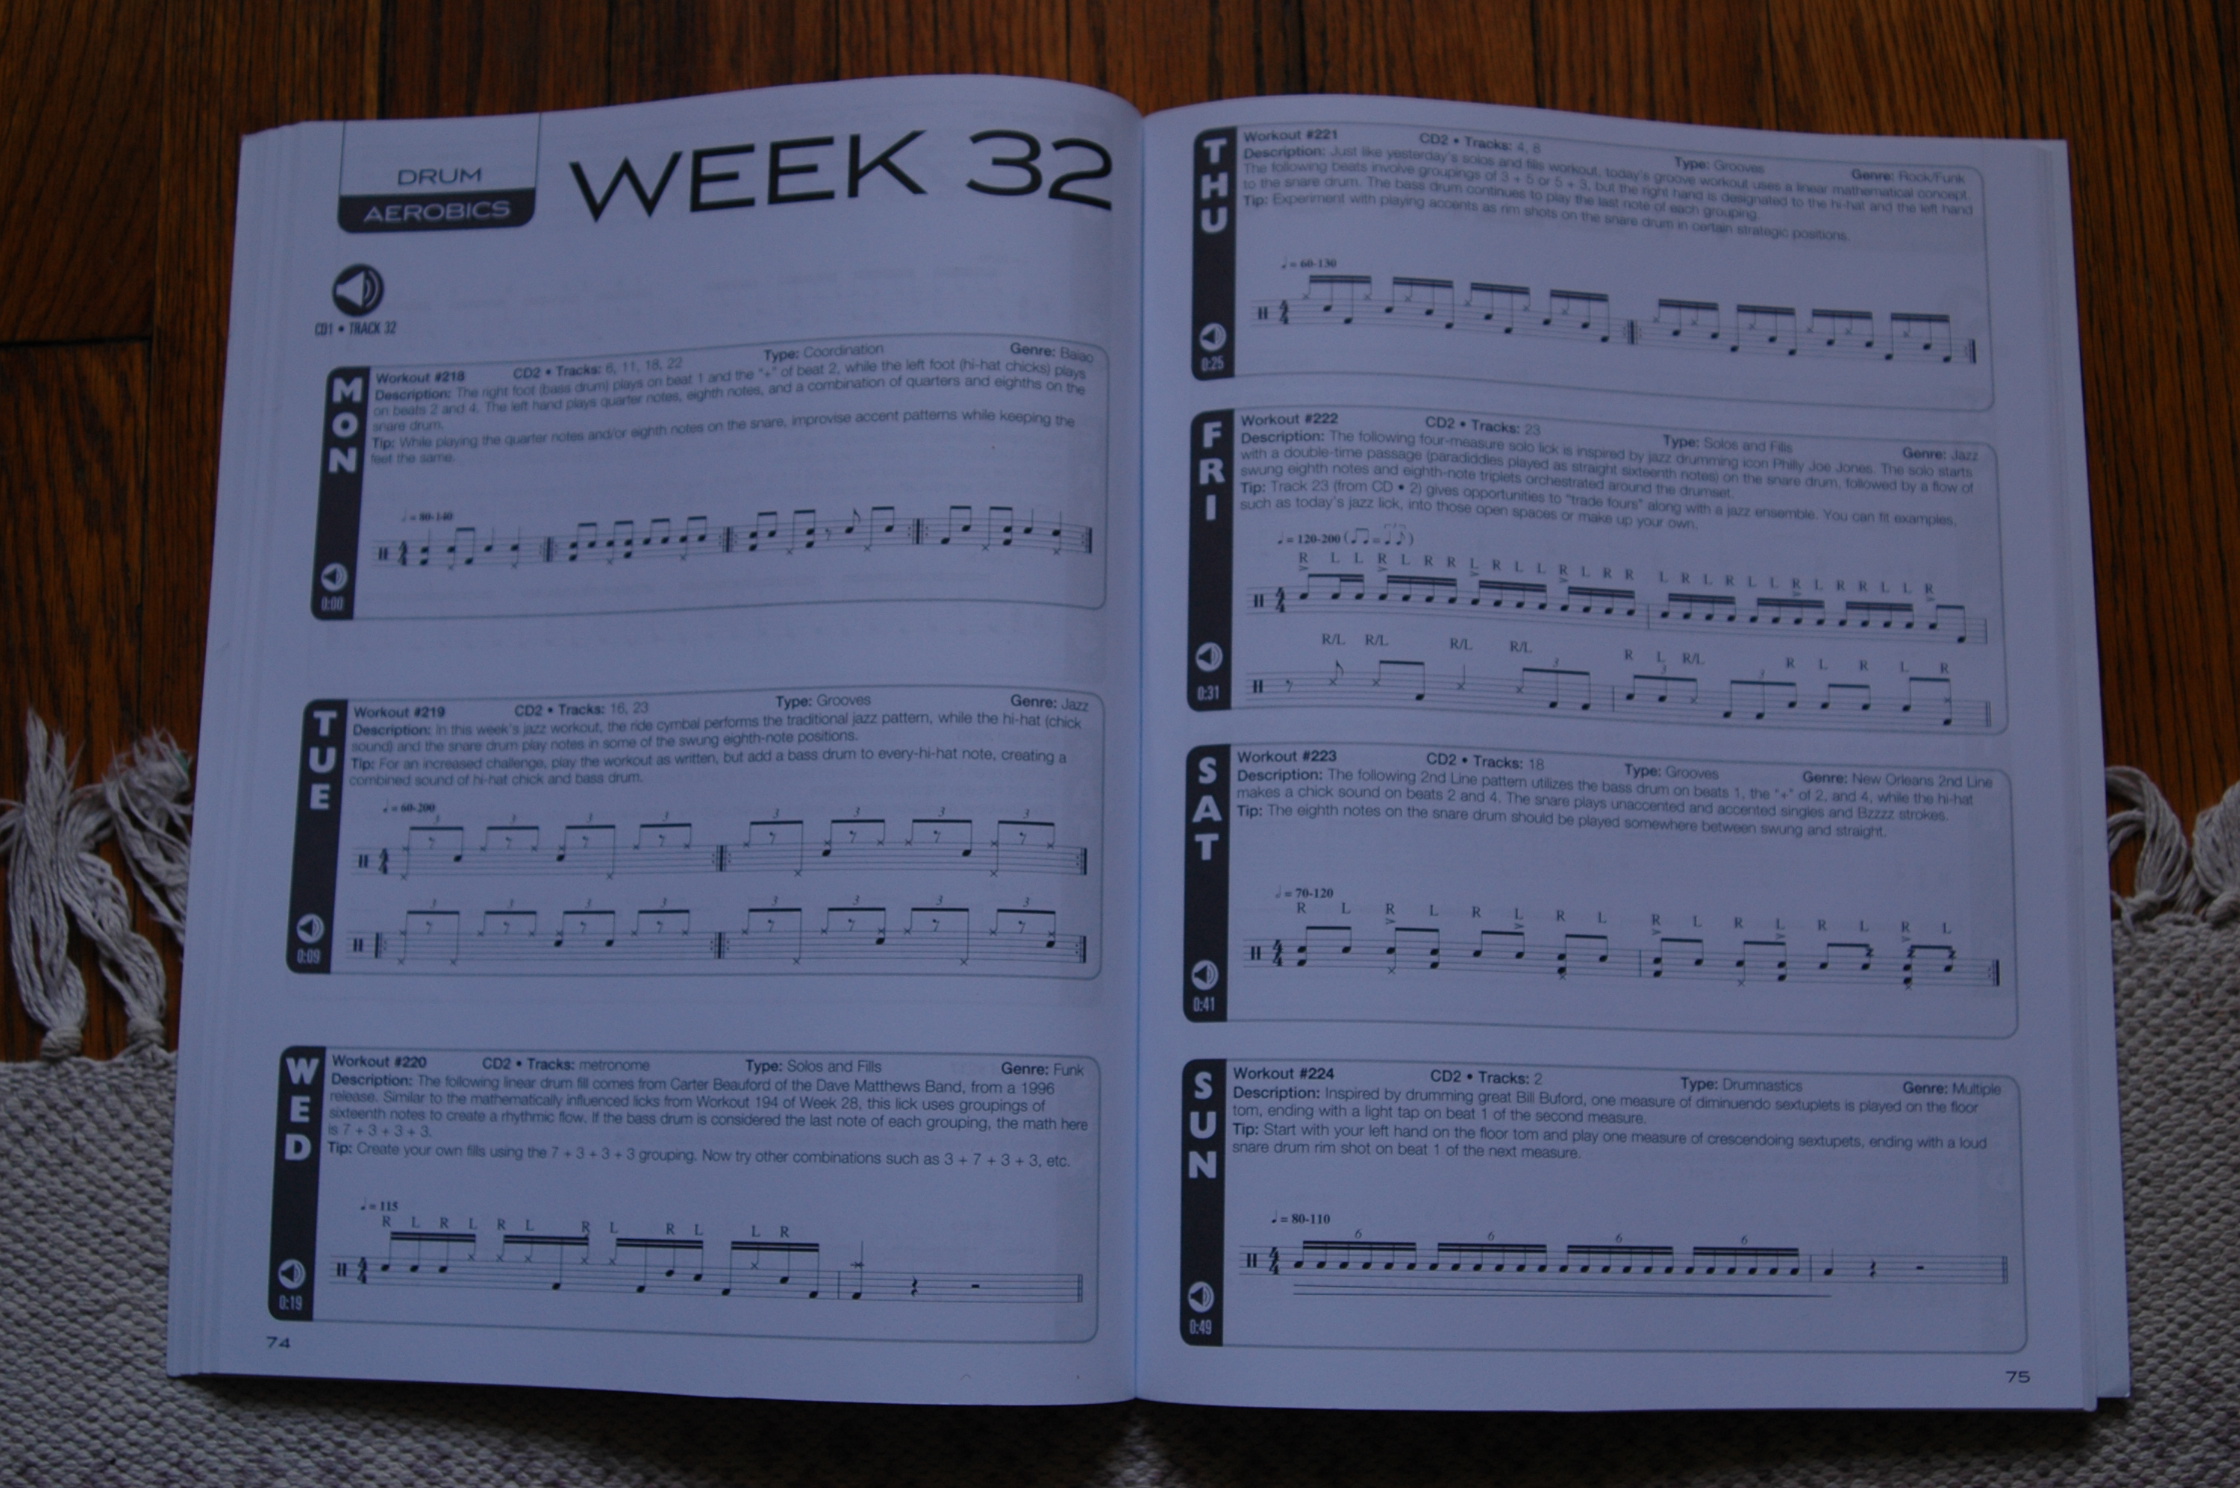 DRUM
AEROBICS
WEEK 32
CD1 • TRACK 32
MON
0:00
Workout #218 CD2 • Tracks: 6, 11, 18, 22 Type: Coordination Genre: Baiao
Description: The right foot (bass drum) plays on beat 1 and the "+" of beat 2, while the left foot (hi-hat chicks) plays
on beats 2 and 4. The left hand plays quarter notes, eighth notes, and a combination of quarters and eighths on the
snare drum.
Tip: While playing the quarter notes and/or eighth notes on the snare, improvise accent patterns while keeping the
feet the same.
♩ = 80-140
TUE
0:09
Workout #219 CD2 • Tracks: 16, 23 Type: Grooves Genre: Jazz
Description: In this week's jazz workout, the ride cymbal performs the traditional jazz pattern, while the hi-hat (chick
sound) and the snare drum play notes in some of the swung eighth-note positions.
Tip: For an increased challenge, play the workout as written, but add a bass drum to every-hi-hat note, creating a
combined sound of hi-hat chick and bass drum.
♩ = 60-200
3 3 3 3 3 3 3 3
3 3 3 3 3 3 3 3
WED
0:19
Workout #220 CD2 • Tracks: metronome Type: Solos and Fills Genre: Funk
Description: The following linear drum fill comes from Carter Beauford of the Dave Matthews Band, from a 1996
release. Similar to the mathematically influenced licks from Workout 194 of Week 28, this lick uses groupings of
sixteenth notes to create a rhythmic flow. If the bass drum is considered the last note of each grouping, the math here
is 7 + 3 + 3 + 3.
Tip: Create your own fills using the 7 + 3 + 3 + 3 grouping. Now try other combinations such as 3 + 7 + 3 + 3, etc.
♩ = 115
R L R L R L R L R L L R
74
THU
0:25
Workout #221 CD2 • Tracks: 4, 8 Type: Grooves Genre: Rock/Funk
Description: Just like yesterday's solos and fills workout, today's groove workout uses a linear mathematical concept.
The following beats involve groupings of 3 + 5 or 5 + 3, but the right hand is designated to the hi-hat and the left hand
to the snare drum. The bass drum continues to play the last note of each grouping.
Tip: Experiment with playing accents as rim shots on the snare drum in certain strategic positions.
♩ = 60-130
FRI
0:31
Workout #222 CD2 • Tracks: 23 Type: Solos and Fills Genre: Jazz
Description: The following four-measure solo lick is inspired by jazz drumming icon Philly Joe Jones. The solo starts
with a double-time passage (paradiddles played as straight sixteenth notes) on the snare drum, followed by a flow of
swung eighth notes and eighth-note triplets orchestrated around the drumset.
Tip: Track 23 (from CD • 2) gives opportunities to "trade fours" along with a jazz ensemble. You can fit examples,
such as today's jazz lick, into those open spaces or make up your own.
♩ = 120-200
R L L R L R R L R L L R L R R L R L R L L R L R R L L R
R/L R/L R/L R/L R L R/L R L R L R
3 3 3
SAT
0:41
Workout #223 CD2 • Tracks: 18 Type: Grooves Genre: New Orleans 2nd Line
Description: The following 2nd Line pattern utilizes the bass drum on beats 1, the "+" of 2, and 4, while the hi-hat
makes a chick sound on beats 2 and 4. The snare plays unaccented and accented singles and Bzzzz strokes.
Tip: The eighth notes on the snare drum should be played somewhere between swung and straight.
♩ = 70-120
R L R L R L R L R L R L R L R L
SUN
0:49
Workout #224 CD2 • Tracks: 2 Type: Drumnastics Genre: Multiple
Description: Inspired by drumming great Bill Buford, one measure of diminuendo sextuplets is played on the floor
tom, ending with a light tap on beat 1 of the second measure.
Tip: Start with your left hand on the floor tom and play one measure of crescendoing sextupets, ending with a loud
snare drum rim shot on beat 1 of the next measure.
♩ = 80-110
6 6 6 6
75